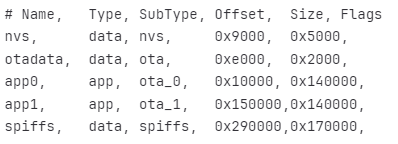 # Name,   Type, SubType, Offset,  Size, Flags
nvs,      data, nvs,     0x9000,  0x5000,
otadata,  data, ota,     0xe000,  0x2000,
app0,     app,  ota_0,   0x10000, 0x140000,
app1,     app,  ota_1,   0x150000,0x140000,
spiffs,   data, spiffs,  0x290000,0x170000,